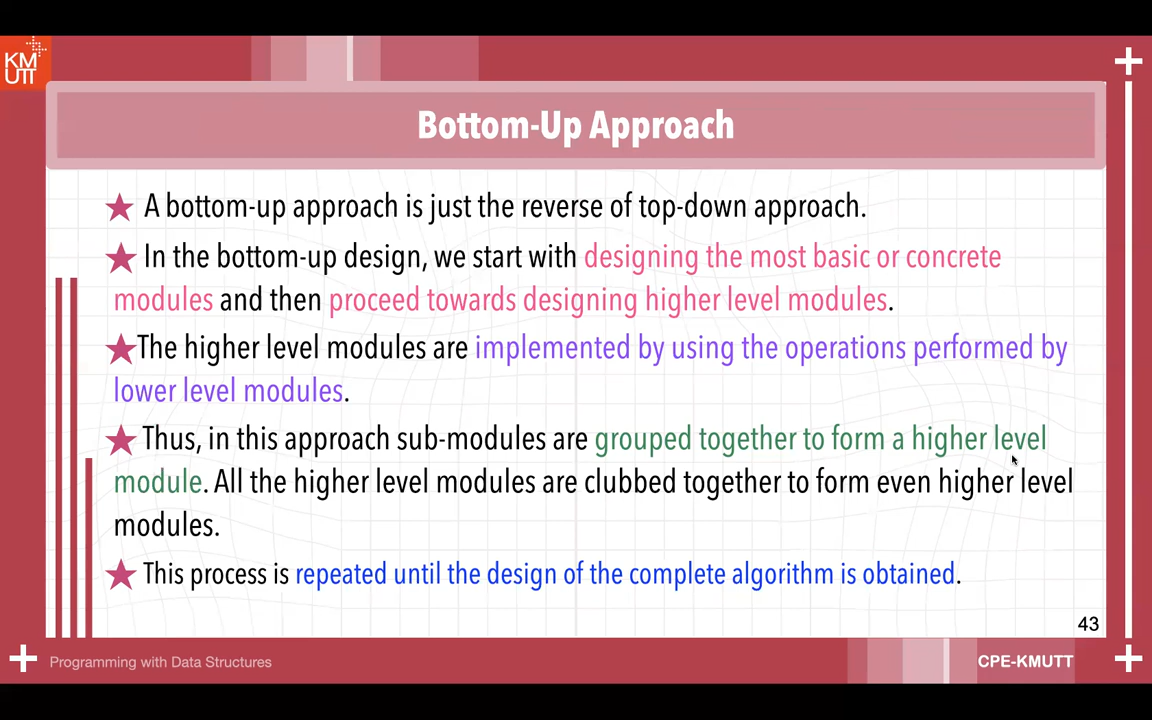 KM
UTT
Bottom-Up Approach
A bottom-up approach is just the reverse of top-down approach.
In the bottom-up design, we start with designing the most basic or concrete
modules and then proceed towards designing higher level modules.
The higher level modules are implemented by using the operations performed by
lower level modules.
Thus, in this approach sub-modules are grouped together to form a higher level
module. All the higher level modules are clubbed together to form even higher level
modules.
This process is repeated until the design of the complete algorithm is obtained.
43
Programming with Data Structures
CPE-KMUTT